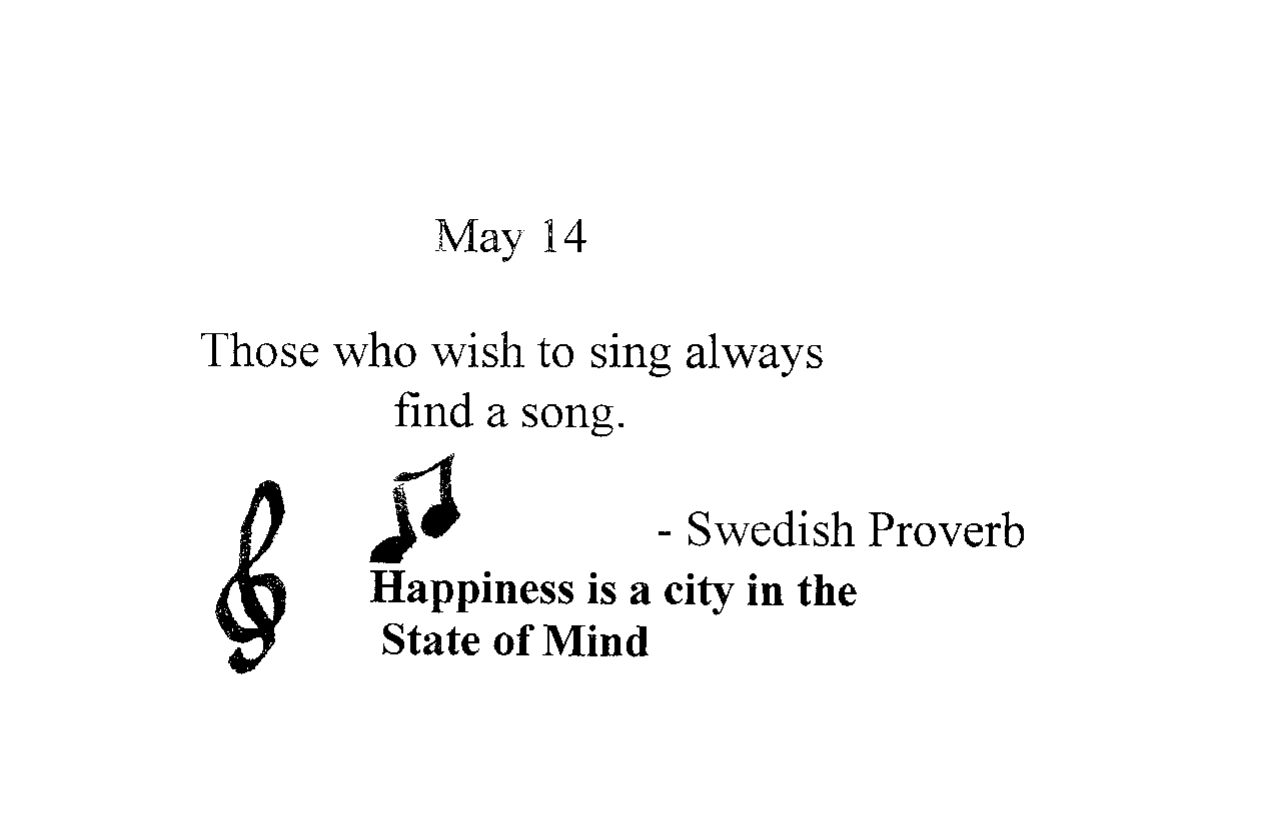 May 14
Those who wish to sing always
find a song.
- Swedish Proverb
Happiness is a city in the
State of Mind